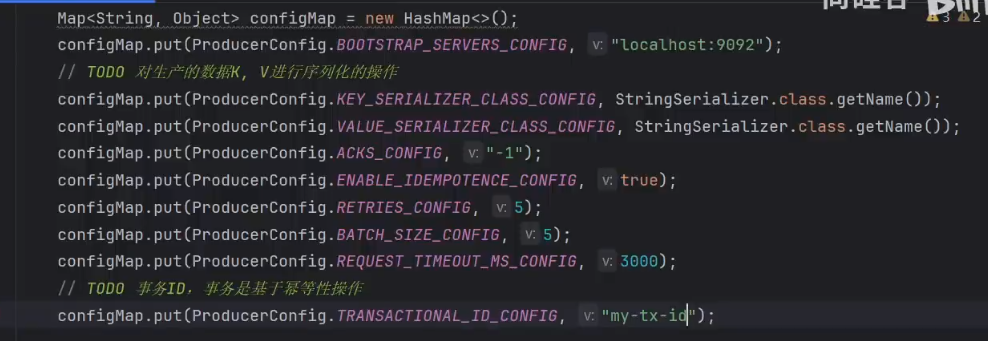 Map<String, Object> configMap = new HashMap<>();
3 2
configMap.put(ProducerConfig.BOOTSTRAP_SERVERS_CONFIG, v: "localhost:9092");
// TODO 对生产的数据K, V进行序列化的操作
configMap.put(ProducerConfig.KEY_SERIALIZER_CLASS_CONFIG, StringSerializer.class.getName());
configMap.put(ProducerConfig.VALUE_SERIALIZER_CLASS_CONFIG, StringSerializer.class.getName());
configMap.put(ProducerConfig.ACKS_CONFIG, v: "-1");
configMap.put(ProducerConfig.ENABLE_IDEMPOTENCE_CONFIG, v: true);
configMap.put(ProducerConfig.RETRIES_CONFIG, v: 5);
configMap.put(ProducerConfig.BATCH_SIZE_CONFIG, v: 5);
configMap.put(ProducerConfig.REQUEST_TIMEOUT_MS_CONFIG, v: 3000);
// TODO 事务ID，事务是基于幂等性操作
configMap.put(ProducerConfig.TRANSACTIONAL_ID_CONFIG, v: "my-tx-id");